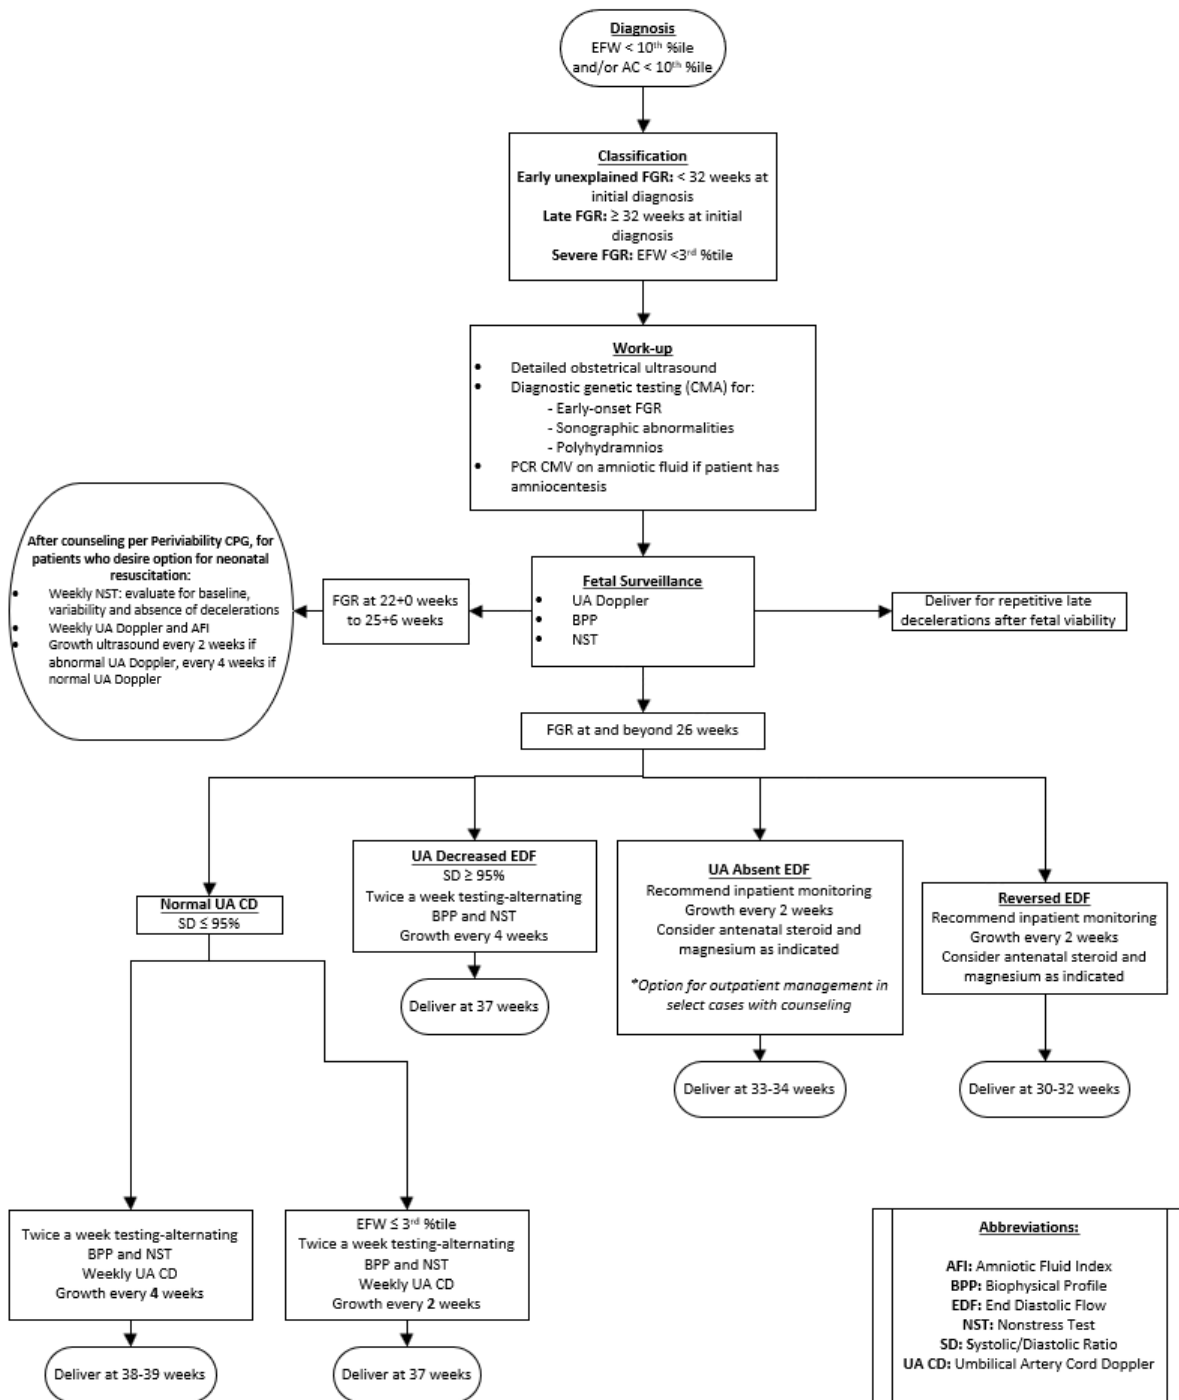 Diagnosis
EFW < 10th %ile
and/or AC < 10th %ile
Classification
Early unexplained FGR: < 32 weeks at
initial diagnosis
Late FGR: ≥ 32 weeks at initial
diagnosis
Severe FGR: EFW <3rd %tile
Work-up
• Detailed obstetrical ultrasound
• Diagnostic genetic testing (CMA) for:
- Early-onset FGR
- Sonographic abnormalities
- Polyhydramnios
• PCR CMV on amniotic fluid if patient has
amniocentesis
After counseling per Periviability CPG, for
patients who desire option for neonatal
resuscitation:
• Weekly NST: evaluate for baseline,
variability and absence of decelerations
• Weekly UA Doppler and AFI
• Growth ultrasound every 2 weeks if
abnormal UA Doppler, every 4 weeks if
normal UA Doppler
FGR at 22+0 weeks
to 25+6 weeks
Fetal Surveillance
• UA Doppler
• BPP
• NST
Deliver for repetitive late
decelerations after fetal viability
FGR at and beyond 26 weeks
Normal UA CD
SD ≤ 95%
UA Decreased EDF
SD ≥ 95%
Twice a week testing-alternating
BPP and NST
Growth every 4 weeks
Deliver at 37 weeks
UA Absent EDF
Recommend inpatient monitoring
Growth every 2 weeks
Consider antenatal steroid and
magnesium as indicated
*Option for outpatient management in
select cases with counseling
Deliver at 33-34 weeks
Reversed EDF
Recommend inpatient monitoring
Growth every 2 weeks
Consider antenatal steroid and
magnesium as indicated
Deliver at 30-32 weeks
Twice a week testing-alternating
BPP and NST
Weekly UA CD
Growth every 4 weeks
Deliver at 38-39 weeks
EFW ≤ 3rd %tile
Twice a week testing-alternating
BPP and NST
Weekly UA CD
Growth every 2 weeks
Deliver at 37 weeks
Abbreviations:
AFI: Amniotic Fluid Index
BPP: Biophysical Profile
EDF: End Diastolic Flow
NST: Nonstress Test
SD: Systolic/Diastolic Ratio
UA CD: Umbilical Artery Cord Doppler